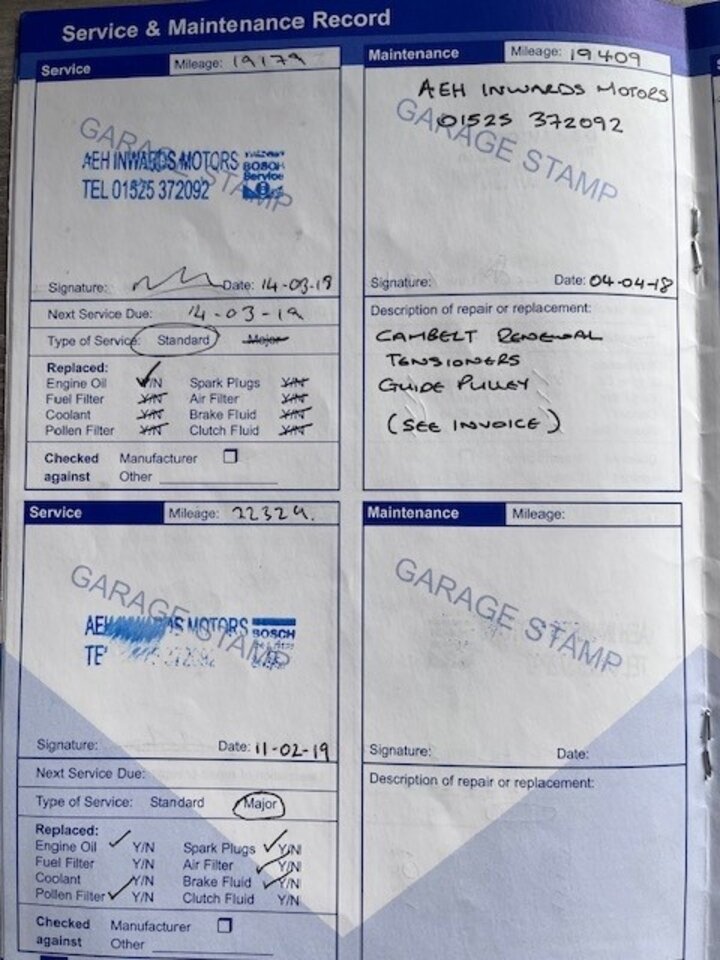 Service & Maintenance Record
Service Mileage: 19179
GARAGE STAMP
AEH INWARDS MOTORS BOSCH
TEL 01525 372092 Service
Signature: Date: 14-03-18
Next Service Due: 14-03-19
Type of Service: Standard Major
Replaced:
Engine Oil Y/N Spark Plugs Y/N
Fuel Filter Y/N Air Filter Y/N
Coolant Y/N Brake Fluid Y/N
Pollen Filter Y/N Clutch Fluid Y/N
Checked Manufacturer
against Other
Maintenance Mileage: 19409
AEH INWARDS MOTORS
01525 372092
GARAGE STAMP
Signature: Date: 04-04-18
Description of repair or replacement:
CAMBELT RENEWAL
TENSIONERS
GUIDE PULLEY
(SEE INVOICE)
Service Mileage: 22324.
GARAGE STAMP
AEH MOTORS BOSCH
Signature: Date: 11-02-19
Next Service Due:
Type of Service: Standard Major
Replaced:
Engine Oil Y/N Spark Plugs Y/N
Fuel Filter Y/N Air Filter Y/N
Coolant Y/N Brake Fluid Y/N
Pollen Filter Y/N Clutch Fluid Y/N
Checked Manufacturer
against Other
Maintenance Mileage:
GARAGE STAMP
Signature: Date:
Description of repair or replacement: